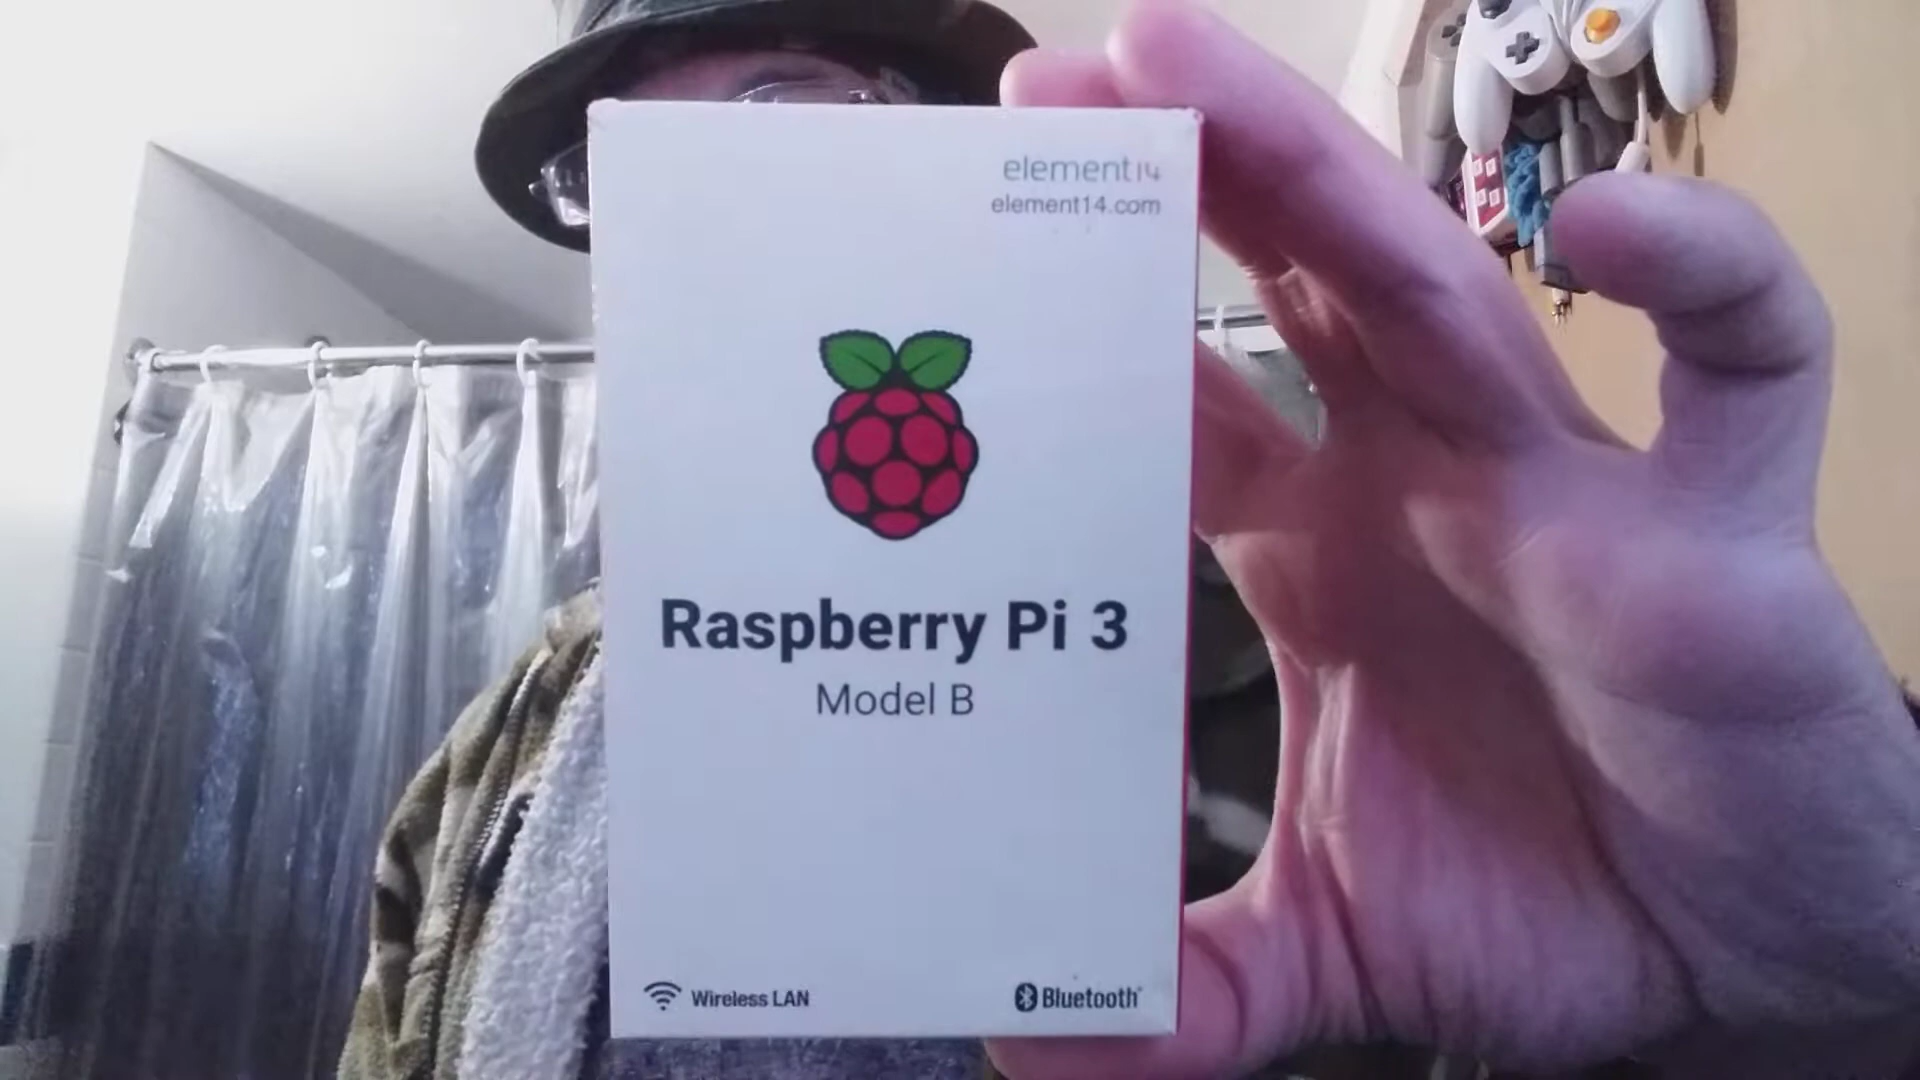 element14
element14.com
Raspberry Pi 3
Model B
Wireless LAN
Bluetooth®